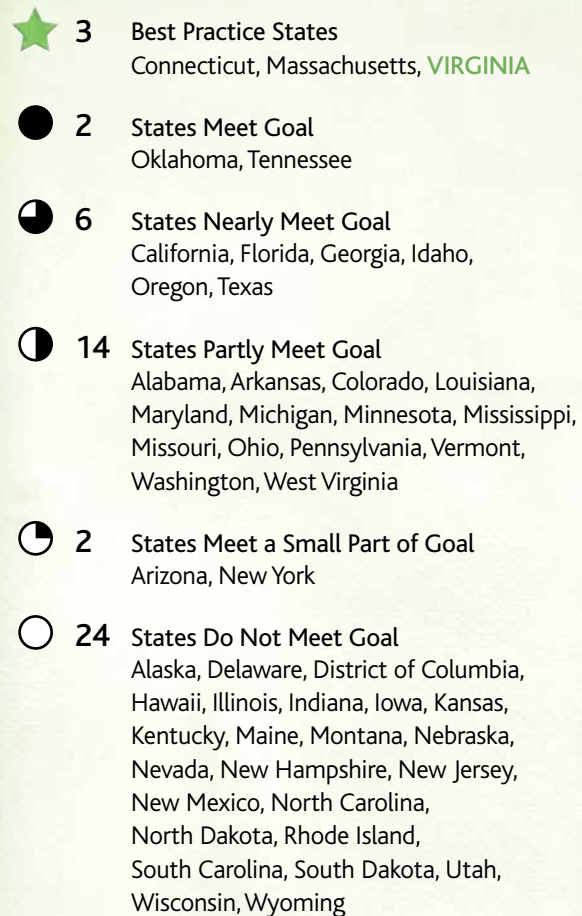 3 Best Practice States
Connecticut, Massachusetts, VIRGINIA
2 States Meet Goal
Oklahoma, Tennessee
6 States Nearly Meet Goal
California, Florida, Georgia, Idaho,
Oregon, Texas
14 States Partly Meet Goal
Alabama, Arkansas, Colorado, Louisiana,
Maryland, Michigan, Minnesota, Mississippi,
Missouri, Ohio, Pennsylvania, Vermont,
Washington, West Virginia
2 States Meet a Small Part of Goal
Arizona, New York
24 States Do Not Meet Goal
Alaska, Delaware, District of Columbia,
Hawaii, Illinois, Indiana, Iowa, Kansas,
Kentucky, Maine, Montana, Nebraska,
Nevada, New Hampshire, New Jersey,
New Mexico, North Carolina,
North Dakota, Rhode Island,
South Carolina, South Dakota, Utah,
Wisconsin, Wyoming